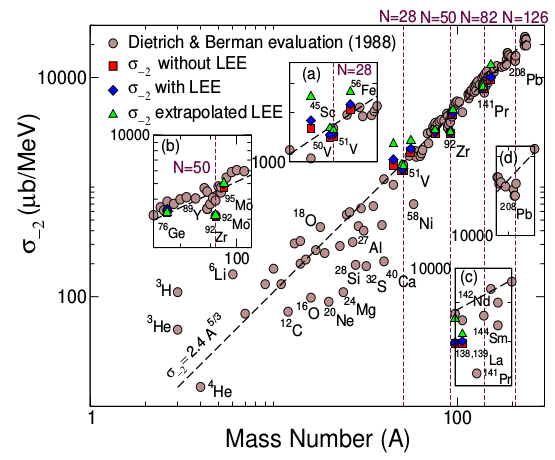 N=28 N=50 N=82 N=126
Dietrich & Berman evaluation (1988)
σ₋₂ without LEE
σ₋₂ with LEE
σ₋₂ extrapolated LEE
(a)
N=28
⁴⁵Sc
⁵⁶Fe
⁵⁰V
⁵¹V
1000
10000
(b)
N=50
⁷⁶Ge
⁸⁹Y
⁹⁵Mo
⁹²Mo
⁹²Zr
100
²⁰⁸Pb
¹⁴¹Pr
⁹²Zr
(d)
²⁰⁸Pb
10000
⁵¹V
⁵⁸Ni
¹⁸O
²⁷Al
²⁸Si
³²S
⁴⁰Ca
⁶Li
³H
³He
⁴He
¹²C
¹⁶O
²⁰Ne
²⁴Mg
σ₋₂ = 2.4 A⁵ᐟ³
10000
(c)
¹⁴²Nd
¹⁴⁴Sm
¹³⁸,¹³⁹La
¹⁴¹Pr
10000
100
σ₋₂ (μb/MeV)
1
100
Mass Number (A)